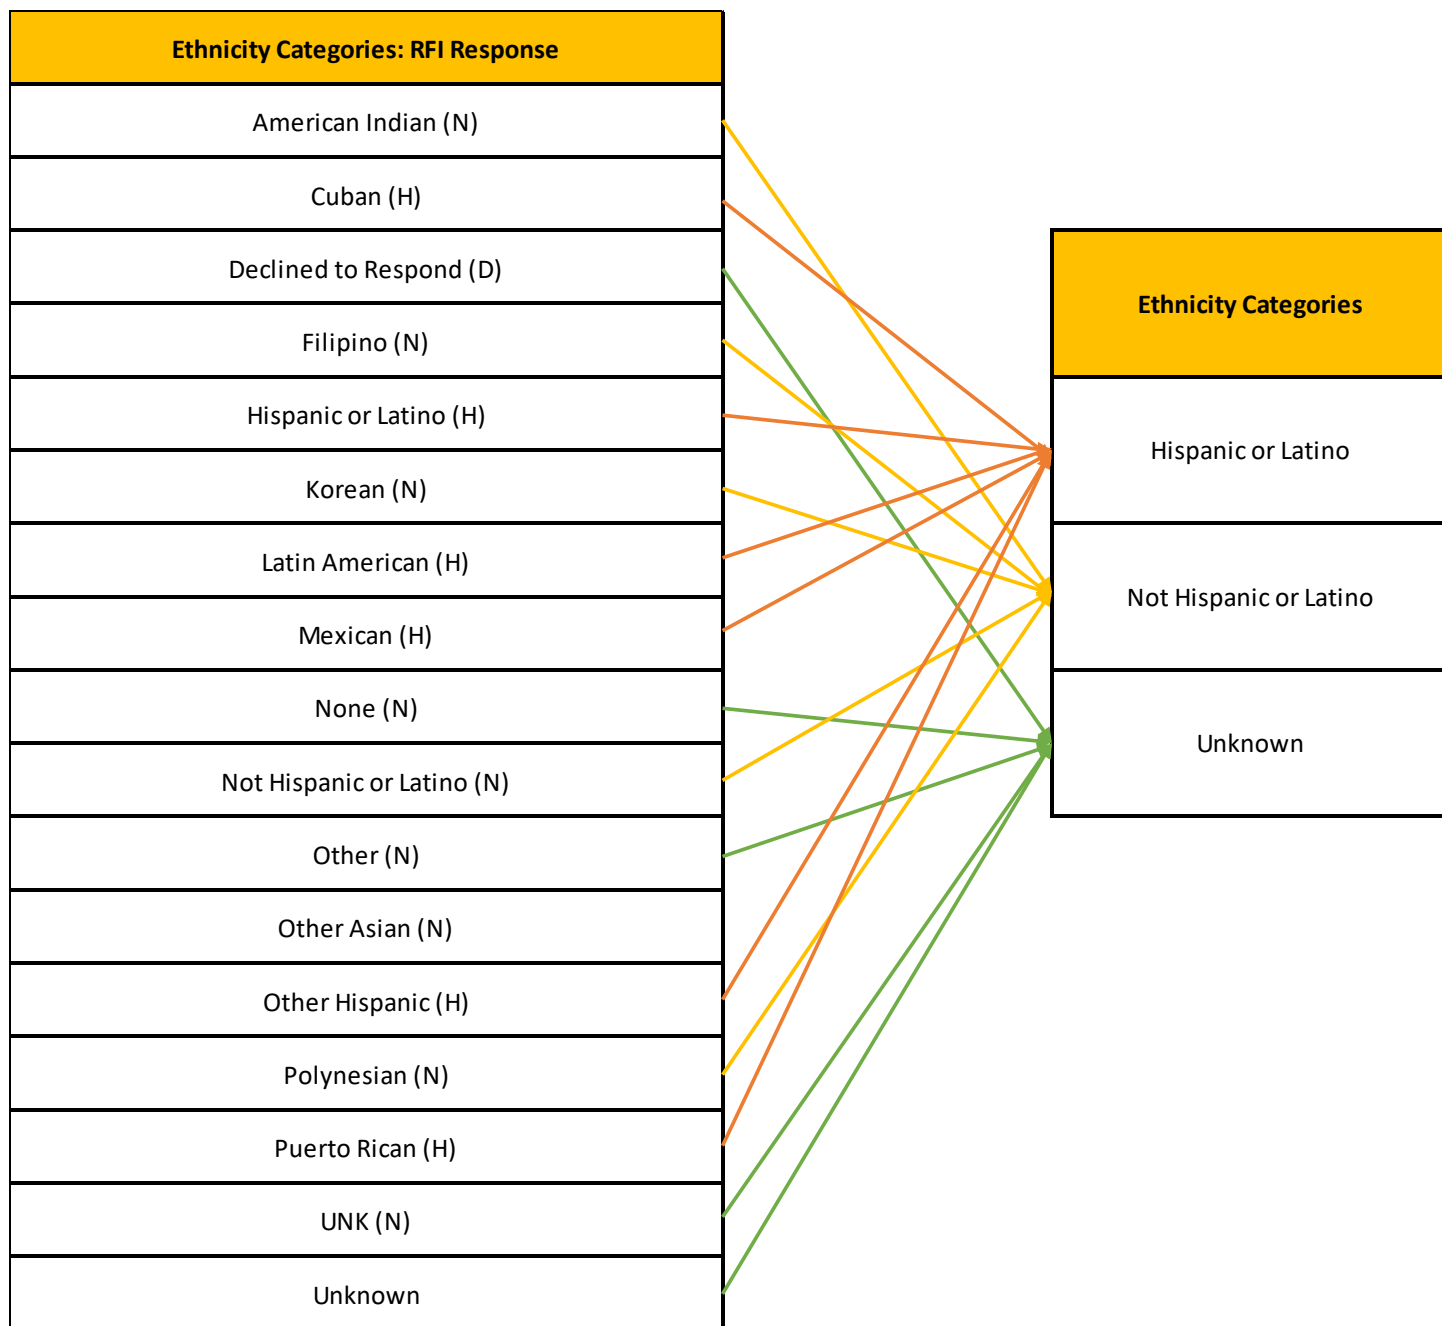 Ethnicity Categories: RFI Response
American Indian (N)
Cuban (H)
Declined to Respond (D)
Filipino (N)
Hispanic or Latino (H)
Korean (N)
Latin American (H)
Mexican (H)
None (N)
Not Hispanic or Latino (N)
Other (N)
Other Asian (N)
Other Hispanic (H)
Polynesian (N)
Puerto Rican (H)
UNK (N)
Unknown
Ethnicity Categories
Hispanic or Latino
Not Hispanic or Latino
Unknown